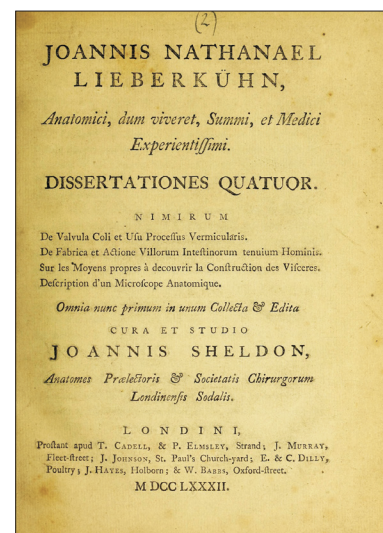 (2)
JOANNIS NATHANAEL
LIEBERKÜHN,
Anatomici, dum viveret, Summi, et Medici
Experientiſſimi.
DISSERTATIONES QUATUOR.
NIMIRUM
De Valvula Coli et Uſu Proceſſus Vermicularis.
De Fabrica et Actione Villorum Inteſtinorum tenuium Hominis.
Sur les Moyens propres à decouvrir la Conſtruction des Viſceres.
Deſcription d'un Microſcope Anatomique.
Omnia nunc primum in unum Collecta & Edita
CURA ET STUDIO
JOANNIS SHELDON,
Anatomes Prælectoris & Societatis Chirurgorum
Londinenſis Sodalis.
LONDINI,
Proſtant apud T. CADELL, & P. ELMSLEY, Strand; J. MURRAY,
Fleet-ſtreet; J. JOHNSON, St. Paul's Church-yard; E. & C. DILLY,
Poultry; J. HAYES, Holborn; & W. BABBS, Oxford-ſtreet.
M DCC LXXXII.